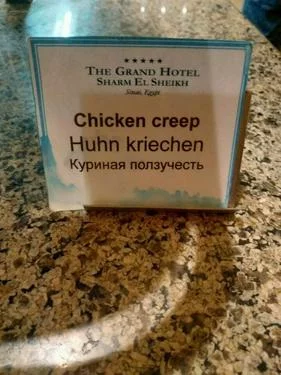 ★★★★★
THE GRAND HOTEL
SHARM EL SHEIKH
Sinai, Egypt
Chicken creep
Huhn kriechen
Куриная ползучесть